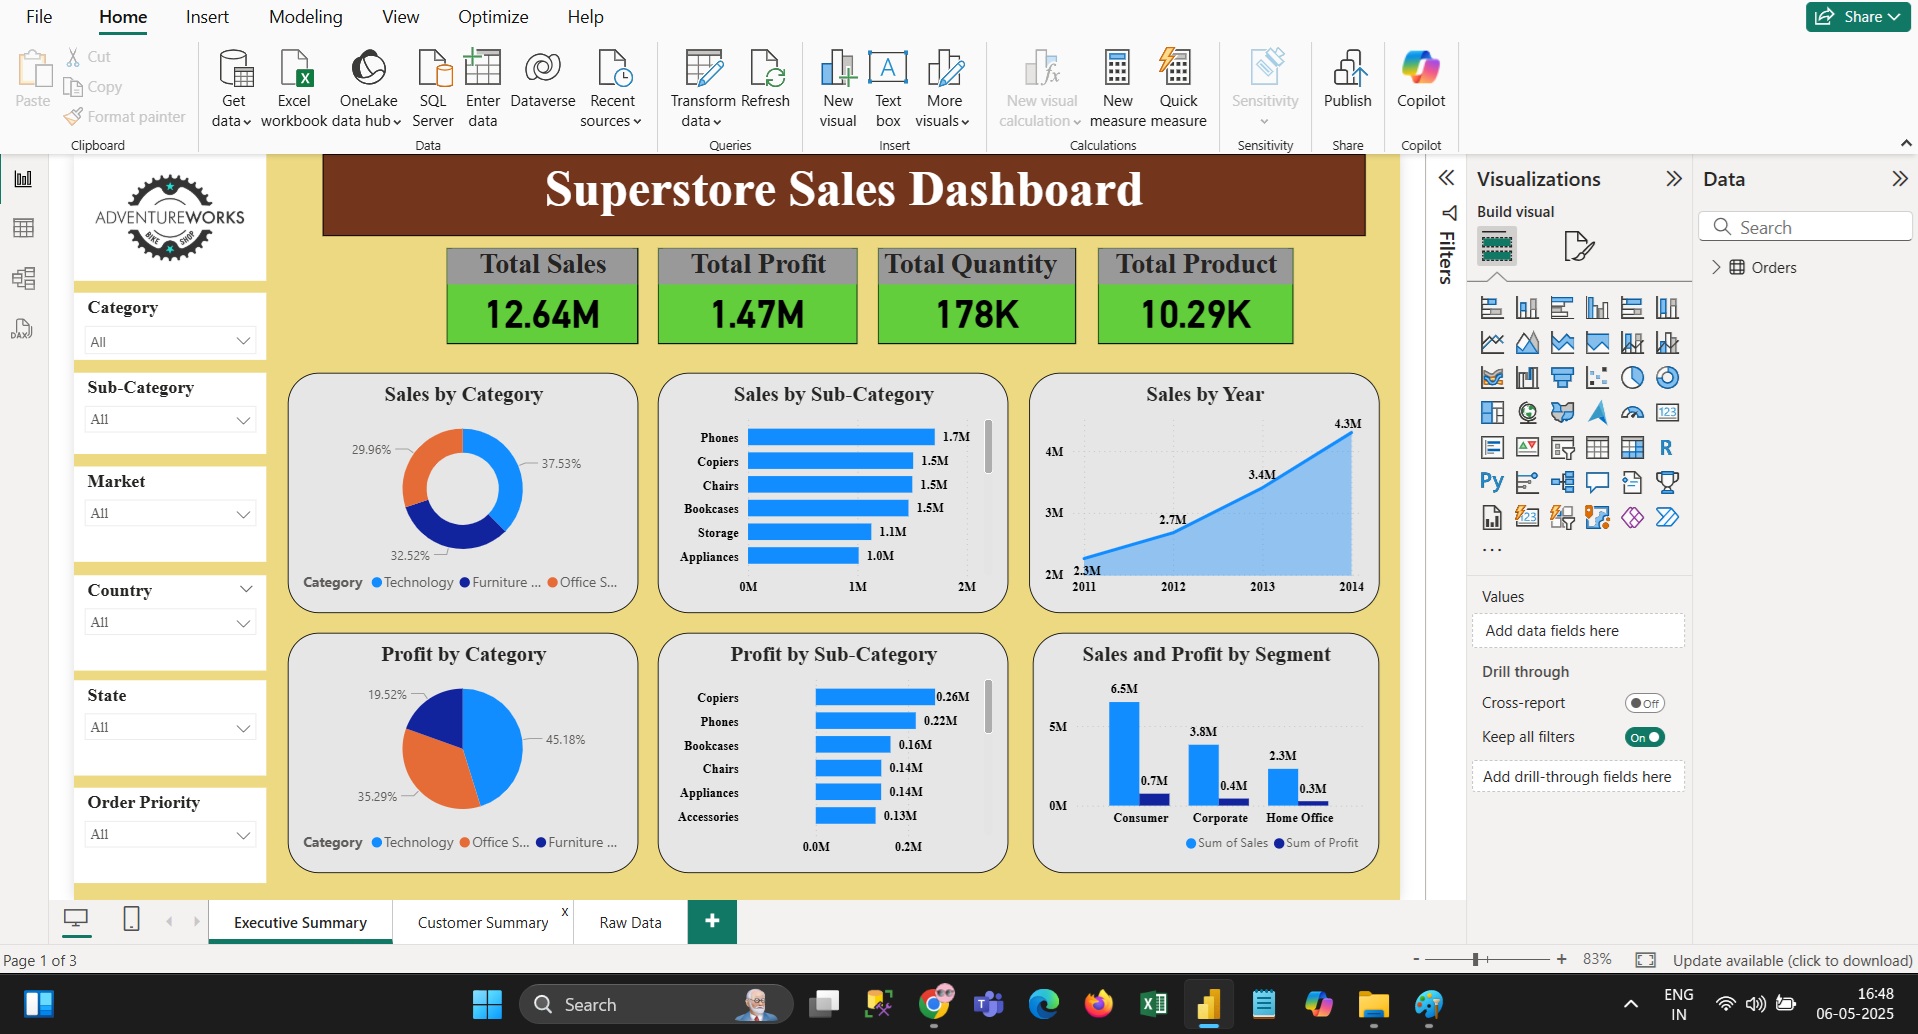 File Home Insert Modeling View Optimize Help Share
Paste Cut
Copy
Format painter
Clipboard
Get data
Excel workbook
OneLake data hub
SQL Server
Enter data
Dataverse
Recent sources
Data
Transform data
Refresh
Queries
New visual
Text box
More visuals
Insert
New visual calculation
New measure
Quick measure
Calculations
Sensitivity
Sensitivity
Publish
Share
Copilot
Copilot
ADVENTUREWORKS
BIKE SHOP
Category
All
Sub-Category
All
Market
All
Country
All
State
All
Order Priority
All
Superstore Sales Dashboard
Total Sales
12.64M
Total Profit
1.47M
Total Quantity
178K
Total Product
10.29K
Sales by Category
29.96%
37.53%
32.52%
Category Technology Furniture ... Office S...
Sales by Sub-Category
Phones 1.7M
Copiers 1.5M
Chairs 1.5M
Bookcases 1.5M
Storage 1.1M
Appliances 1.0M
0M 1M 2M
Sales by Year
4.3M
4M
3.4M
3M
2.7M
2M 2.3M
2011 2012 2013 2014
Profit by Category
19.52%
45.18%
35.29%
Category Technology Office S... Furniture ...
Profit by Sub-Category
Copiers 0.26M
Phones 0.22M
Bookcases 0.16M
Chairs 0.14M
Appliances 0.14M
Accessories 0.13M
0.0M 0.2M
Sales and Profit by Segment
6.5M
5M 3.8M
2.3M
0.7M 0.4M 0.3M
0M
Consumer Corporate Home Office
Sum of Sales Sum of Profit
Filters
Visualizations
Build visual
123
R
Py
123
...
Values
Add data fields here
Drill through
Cross-report Off
Keep all filters On
Add drill-through fields here
Data
Search
Orders
DAX
Executive Summary Customer Summary x Raw Data +
Page 1 of 3
- + 83% Update available (click to download)
Search
ENG
IN
16:48
06-05-2025